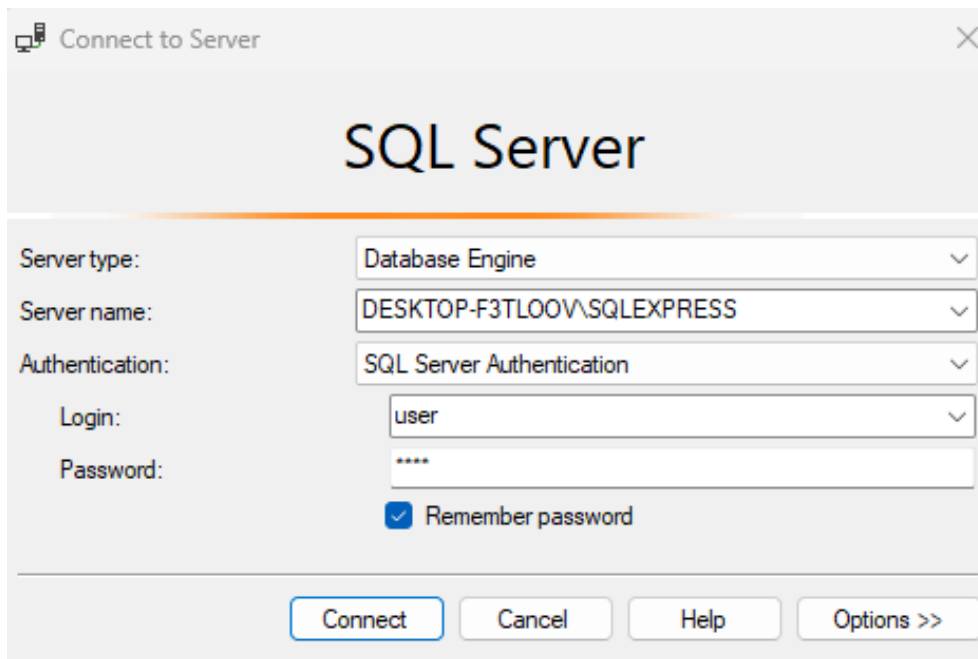 Connect to Server
SQL Server
Server type: Database Engine
Server name: DESKTOP-F3TLOOV\SQLEXPRESS
Authentication: SQL Server Authentication
Login: user
Password: ****
Remember password
Connect Cancel Help Options >>